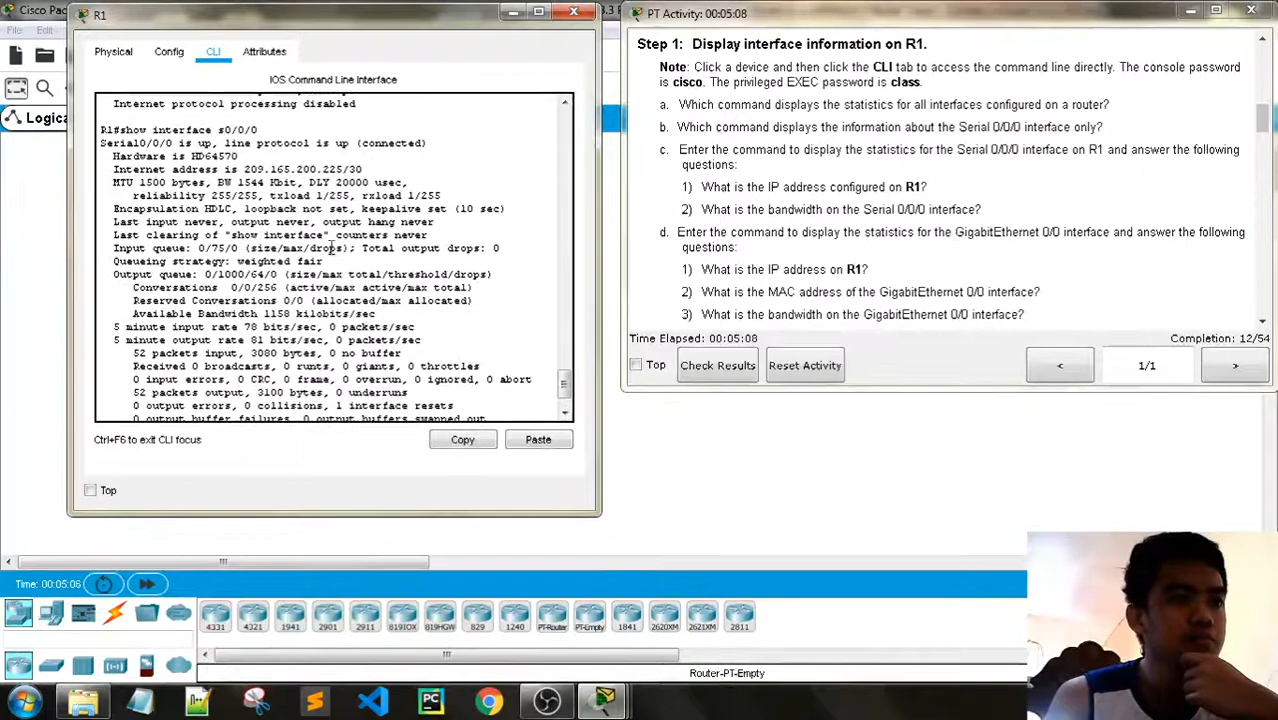 Cisco Pac
R1
File
Edit
Physical
Config
CLI
Attributes
IOS Command Line Interface
Logica
Internet protocol processing disabled
R1#show interface s0/0/0
Serial0/0/0 is up, line protocol is up (connected)
Hardware is HD64570
Internet address is 209.165.200.225/30
MTU 1500 bytes, BW 1544 Kbit, DLY 20000 usec,
reliability 255/255, txload 1/255, rxload 1/255
Encapsulation HDLC, loopback not set, keepalive set (10 sec)
Last input never, output never, output hang never
Last clearing of "show interface" counters never
Input queue: 0/75/0 (size/max/drops); Total output drops: 0
Queueing strategy: weighted fair
Output queue: 0/1000/64/0 (size/max total/threshold/drops)
Conversations 0/0/256 (active/max active/max total)
Reserved Conversations 0/0 (allocated/max allocated)
Available Bandwidth 1158 kilobits/sec
5 minute input rate 78 bits/sec, 0 packets/sec
5 minute output rate 81 bits/sec, 0 packets/sec
52 packets input, 3080 bytes, 0 no buffer
Received 0 broadcasts, 0 runts, 0 giants, 0 throttles
0 input errors, 0 CRC, 0 frame, 0 overrun, 0 ignored, 0 abort
52 packets output, 3100 bytes, 0 underruns
0 output errors, 0 collisions, 1 interface resets
0 output buffer failures, 0 output buffers swapped out
Ctrl+F6 to exit CLI focus
Copy
Paste
Top
PT Activity: 00:05:08
Step 1: Display interface information on R1.
Note: Click a device and then click the CLI tab to access the command line directly. The console password
is cisco. The privileged EXEC password is class.
a. Which command displays the statistics for all interfaces configured on a router?
b. Which command displays the information about the Serial 0/0/0 interface only?
c. Enter the command to display the statistics for the Serial 0/0/0 interface on R1 and answer the following
questions:
1) What is the IP address configured on R1?
2) What is the bandwidth on the Serial 0/0/0 interface?
d. Enter the command to display the statistics for the GigabitEthernet 0/0 interface and answer the following
questions:
1) What is the IP address on R1?
2) What is the MAC address of the GigabitEthernet 0/0 interface?
3) What is the bandwidth on the GigabitEthernet 0/0 interface?
Time Elapsed: 00:05:08
Completion: 12/54
Top
Check Results
Reset Activity
<
1/1
>
Time: 00:05:06
4331
4321
1941
2901
2911
819IOX
819HGW
829
1240
PT-Router
PT-Empty
1841
2620XM
2621XM
2811
Router-PT-Empty
PC